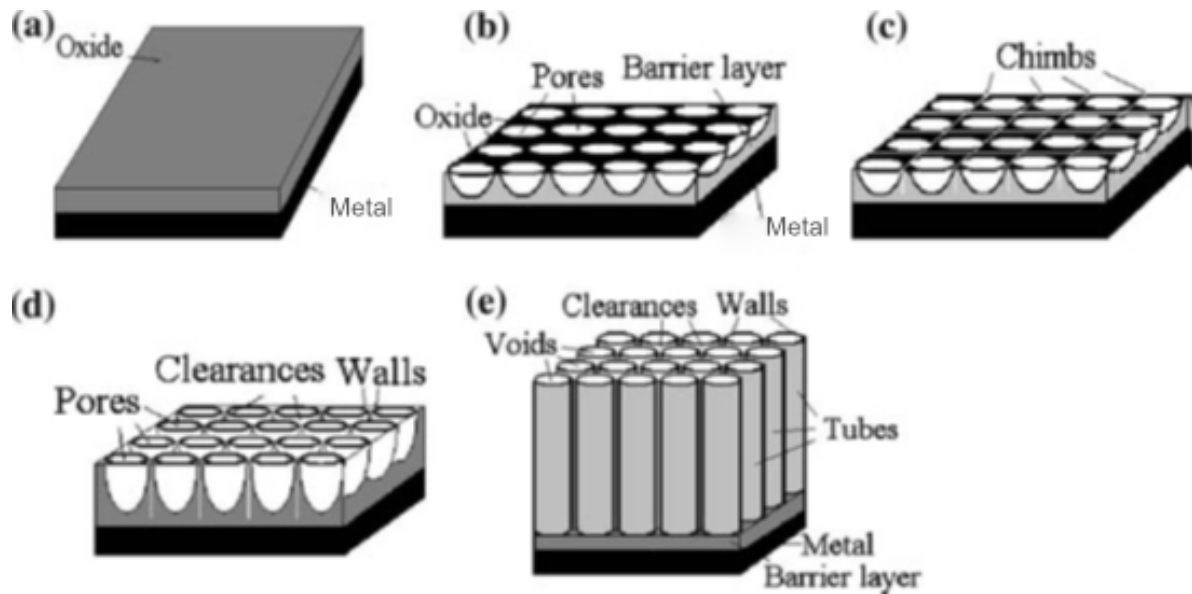 (a)
Oxide
Metal
(b)
Pores
Barrier layer
Oxide
Metal
(c)
Chimbs
(d)
Clearances
Walls
Pores
(e)
Clearances
Walls
Voids
Tubes
Metal
Barrier layer